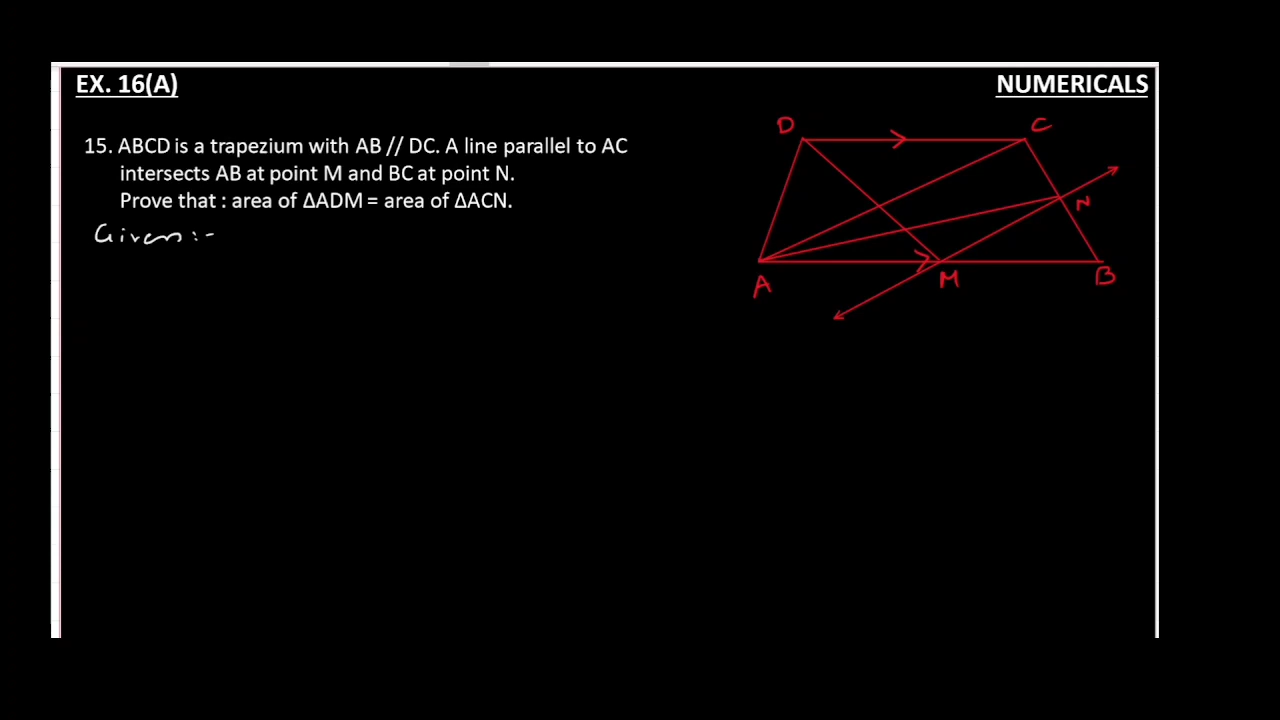 EX. 16(A)
NUMERICALS
15. ABCD is a trapezium with AB // DC. A line parallel to AC
intersects AB at point M and BC at point N.
Prove that : area of ΔADM = area of ΔACN.
Given :-
D
C
N
A
M
B